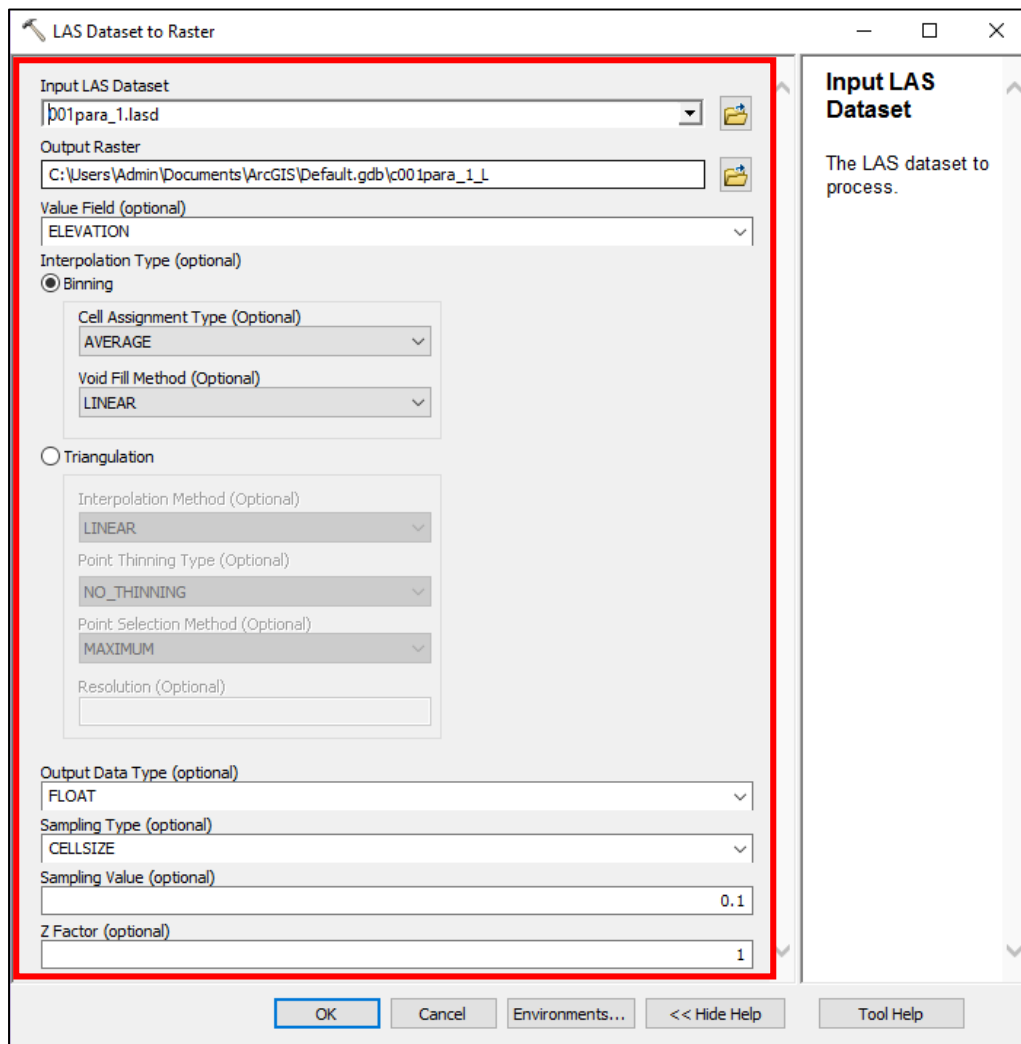 LAS Dataset to Raster
Input LAS Dataset
001para_1.lasd
Output Raster
C:\Users\Admin\Documents\ArcGIS\Default.gdb\c001para_1_L
Value Field (optional)
ELEVATION
Interpolation Type (optional)
Binning
Cell Assignment Type (Optional)
AVERAGE
Void Fill Method (Optional)
LINEAR
Triangulation
Interpolation Method (Optional)
LINEAR
Point Thinning Type (Optional)
NO_THINNING
Point Selection Method (Optional)
MAXIMUM
Resolution (Optional)
Output Data Type (optional)
FLOAT
Sampling Type (optional)
CELLSIZE
Sampling Value (optional)
0.1
Z Factor (optional)
1
Input LAS
Dataset
The LAS dataset to
process.
OK Cancel Environments... << Hide Help Tool Help